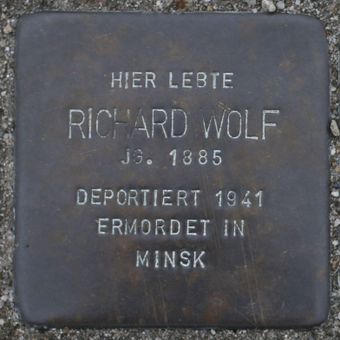 HIER LEBTE
RICHARD WOLF
JG. 1885
DEPORTIERT 1941
ERMORDET IN
MINSK